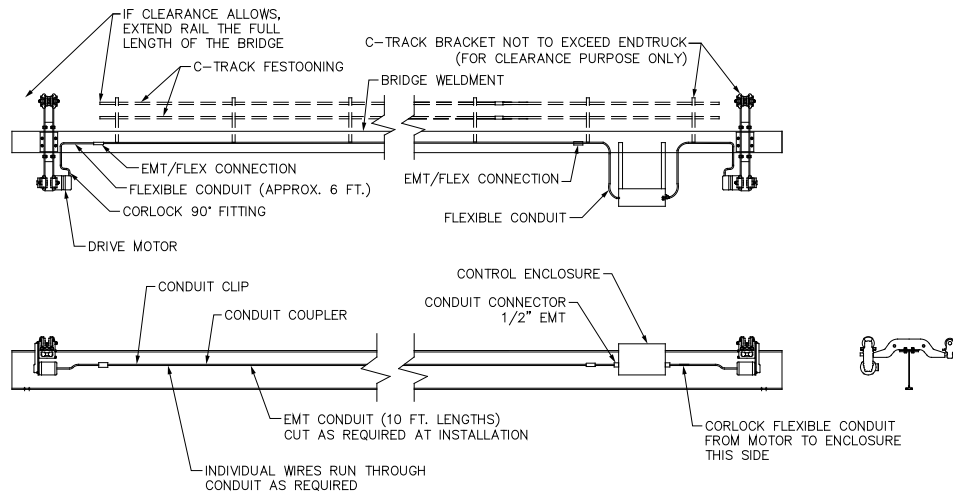 IF CLEARANCE ALLOWS,
EXTEND RAIL THE FULL
LENGTH OF THE BRIDGE
C-TRACK FESTOONING
C-TRACK BRACKET NOT TO EXCEED ENDTRUCK
(FOR CLEARANCE PURPOSE ONLY)
BRIDGE WELDMENT
EMT/FLEX CONNECTION
FLEXIBLE CONDUIT (APPROX. 6 FT.)
CORLOCK 90° FITTING
DRIVE MOTOR
EMT/FLEX CONNECTION
FLEXIBLE CONDUIT
CONDUIT CLIP
CONDUIT COUPLER
CONTROL ENCLOSURE
CONDUIT CONNECTOR
1/2" EMT
EMT CONDUIT (10 FT. LENGTHS)
CUT AS REQUIRED AT INSTALLATION
INDIVIDUAL WIRES RUN THROUGH
CONDUIT AS REQUIRED
CORLOCK FLEXIBLE CONDUIT
FROM MOTOR TO ENCLOSURE
THIS SIDE